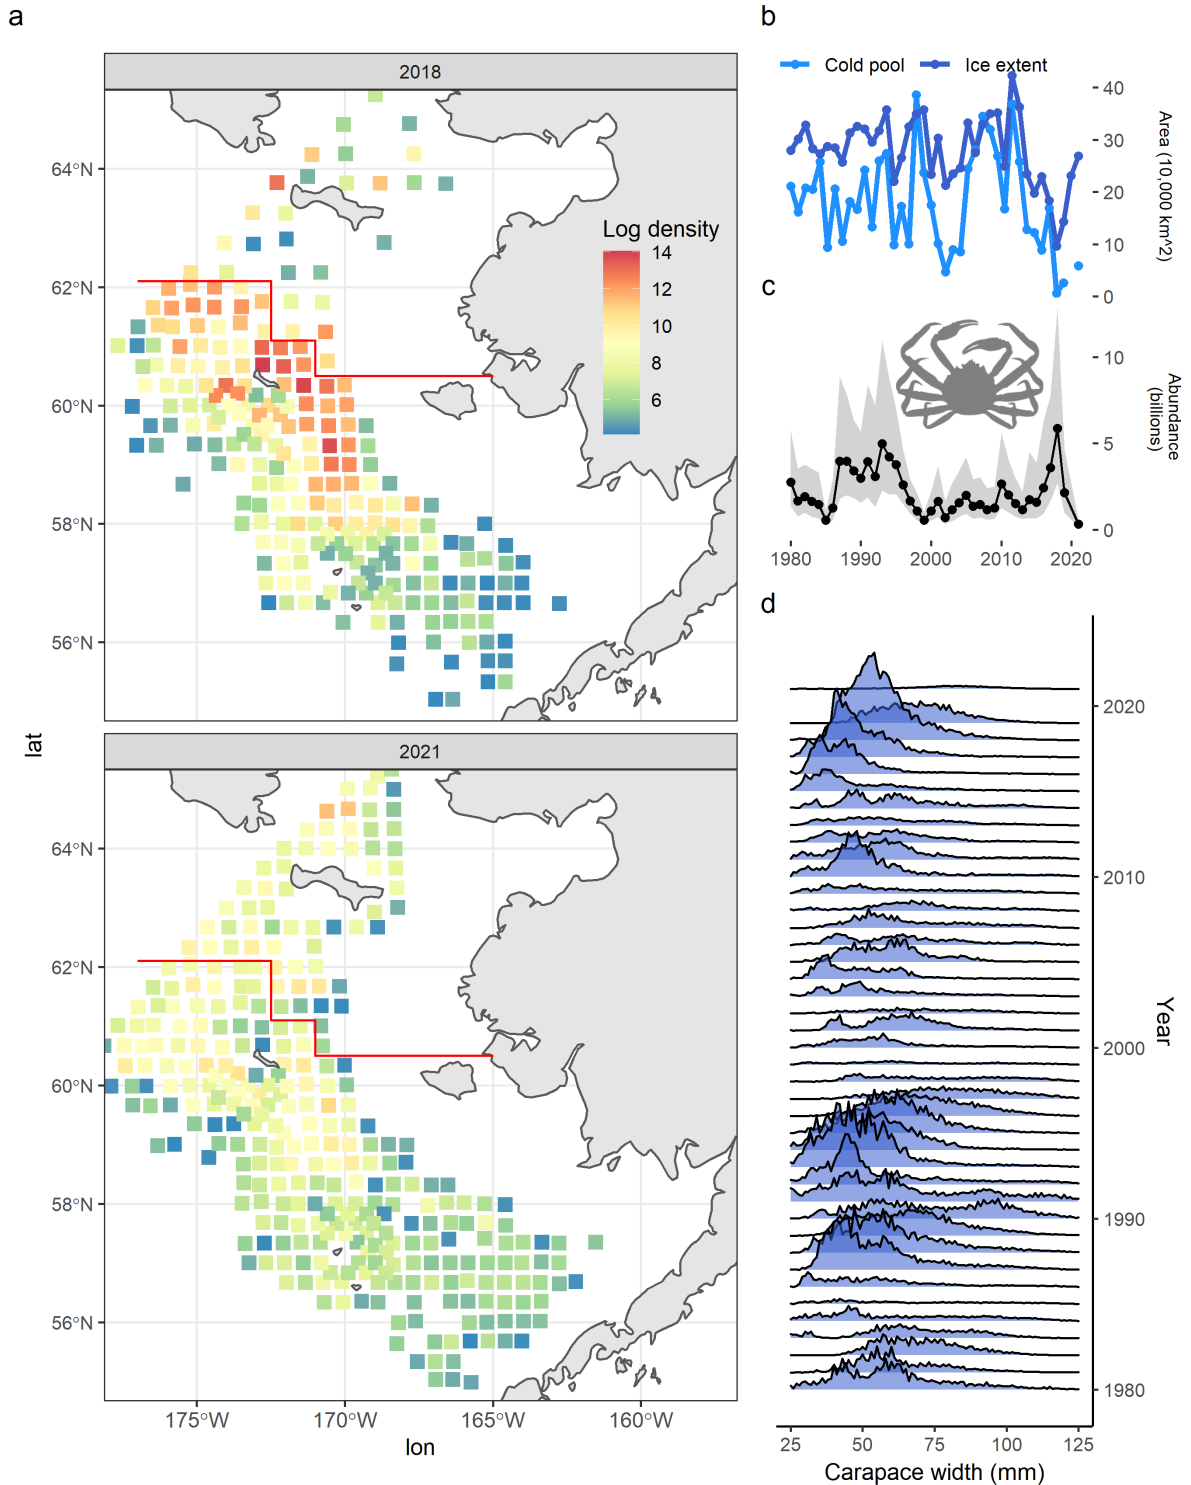 a
2018
64°N
62°N
60°N
58°N
56°N
Log density
14
12
10
8
6
lat
2021
64°N
62°N
60°N
58°N
56°N
175°W 170°W 165°W 160°W
lon
b
Cold pool Ice extent
40
30
20
10
0
Area (10,000 km^2)
c
10
5
0
Abundance
(billions)
1980 1990 2000 2010 2020
d
2020
2010
2000
1990
1980
Year
25 50 75 100 125
Carapace width (mm)